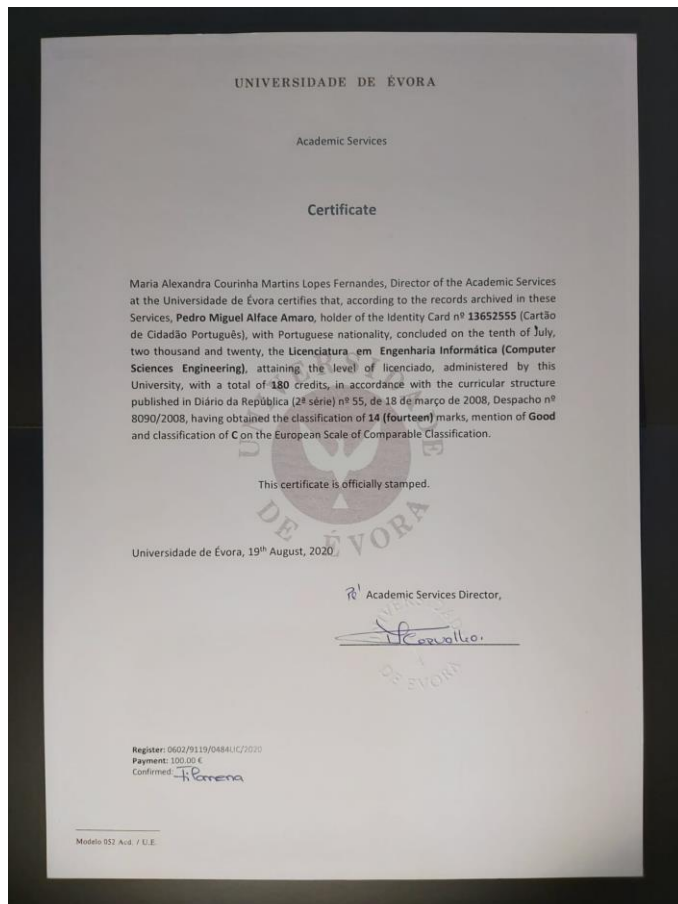 UNIVERSIDADE DE ÉVORA
Academic Services
Certificate
Maria Alexandra Courinha Martins Lopes Fernandes, Director of the Academic Services
at the Universidade de Évora certifies that, according to the records archived in these
Services, Pedro Miguel Alface Amaro, holder of the Identity Card nº 13652555 (Cartão
de Cidadão Português), with Portuguese nationality, concluded on the tenth of July,
two thousand and twenty, the Licenciatura em Engenharia Informática (Computer
Sciences Engineering), attaining the level of licenciado, administered by this
University, with a total of 180 credits, in accordance with the curricular structure
published in Diário da República (2ª série) nº 55, de 18 de março de 2008, Despacho nº
8090/2008, having obtained the classification of 14 (fourteen) marks, mention of Good
and classification of C on the European Scale of Comparable Classification.
UNIVERSIDADE
DE ÉVORA
This certificate is officially stamped.
Universidade de Évora, 19th August, 2020
Academic Services Director,
UNIVERSIDADE
DE ÉVORA
Register: 0602/9119/0484UC/2020
Payment: 100.00 €
Confirmed: Filomena
Modelo 052 Acd. / U.E.